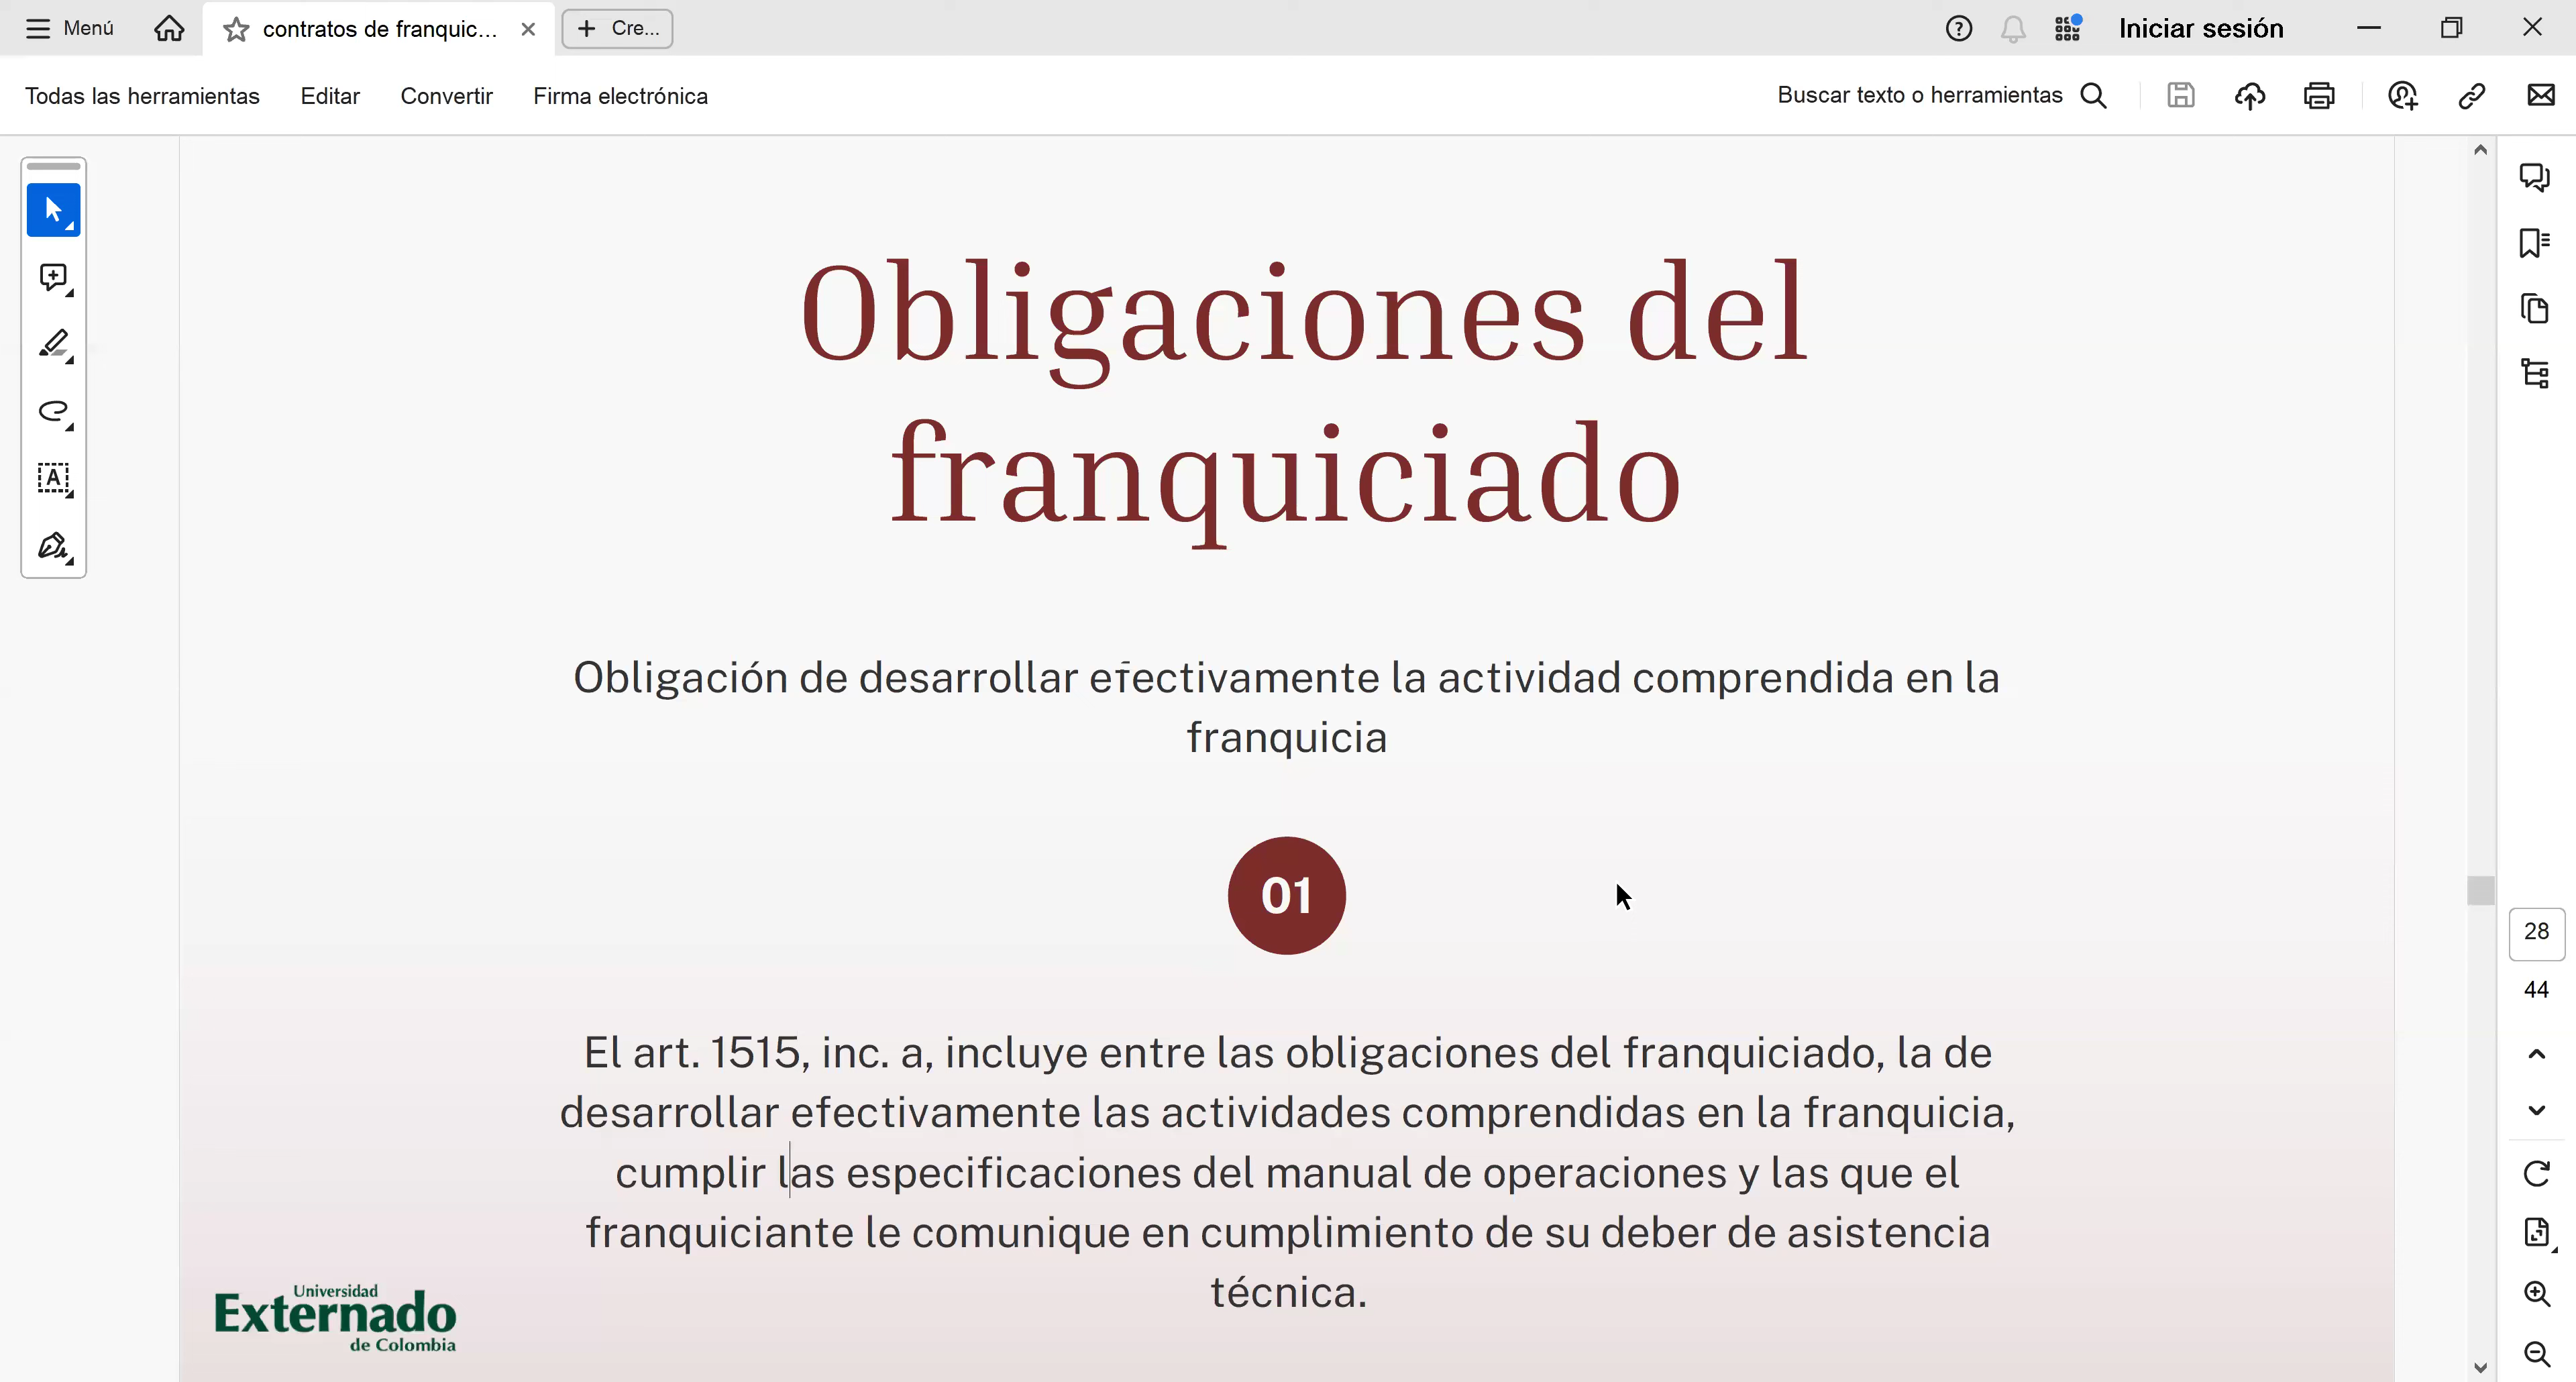 Menú
contratos de franquic...
Cre...
Iniciar sesión
Todas las herramientas
Editar
Convertir
Firma electrónica
Buscar texto o herramientas
Obligaciones del
franquiciado
Obligación de desarrollar efectivamente la actividad comprendida en la
franquicia
01
El art. 1515, inc. a, incluye entre las obligaciones del franquiciado, la de
desarrollar efectivamente las actividades comprendidas en la franquicia,
cumplir las especificaciones del manual de operaciones y las que el
franquiciante le comunique en cumplimiento de su deber de asistencia
técnica.
Universidad
Externado
de Colombia
28
44